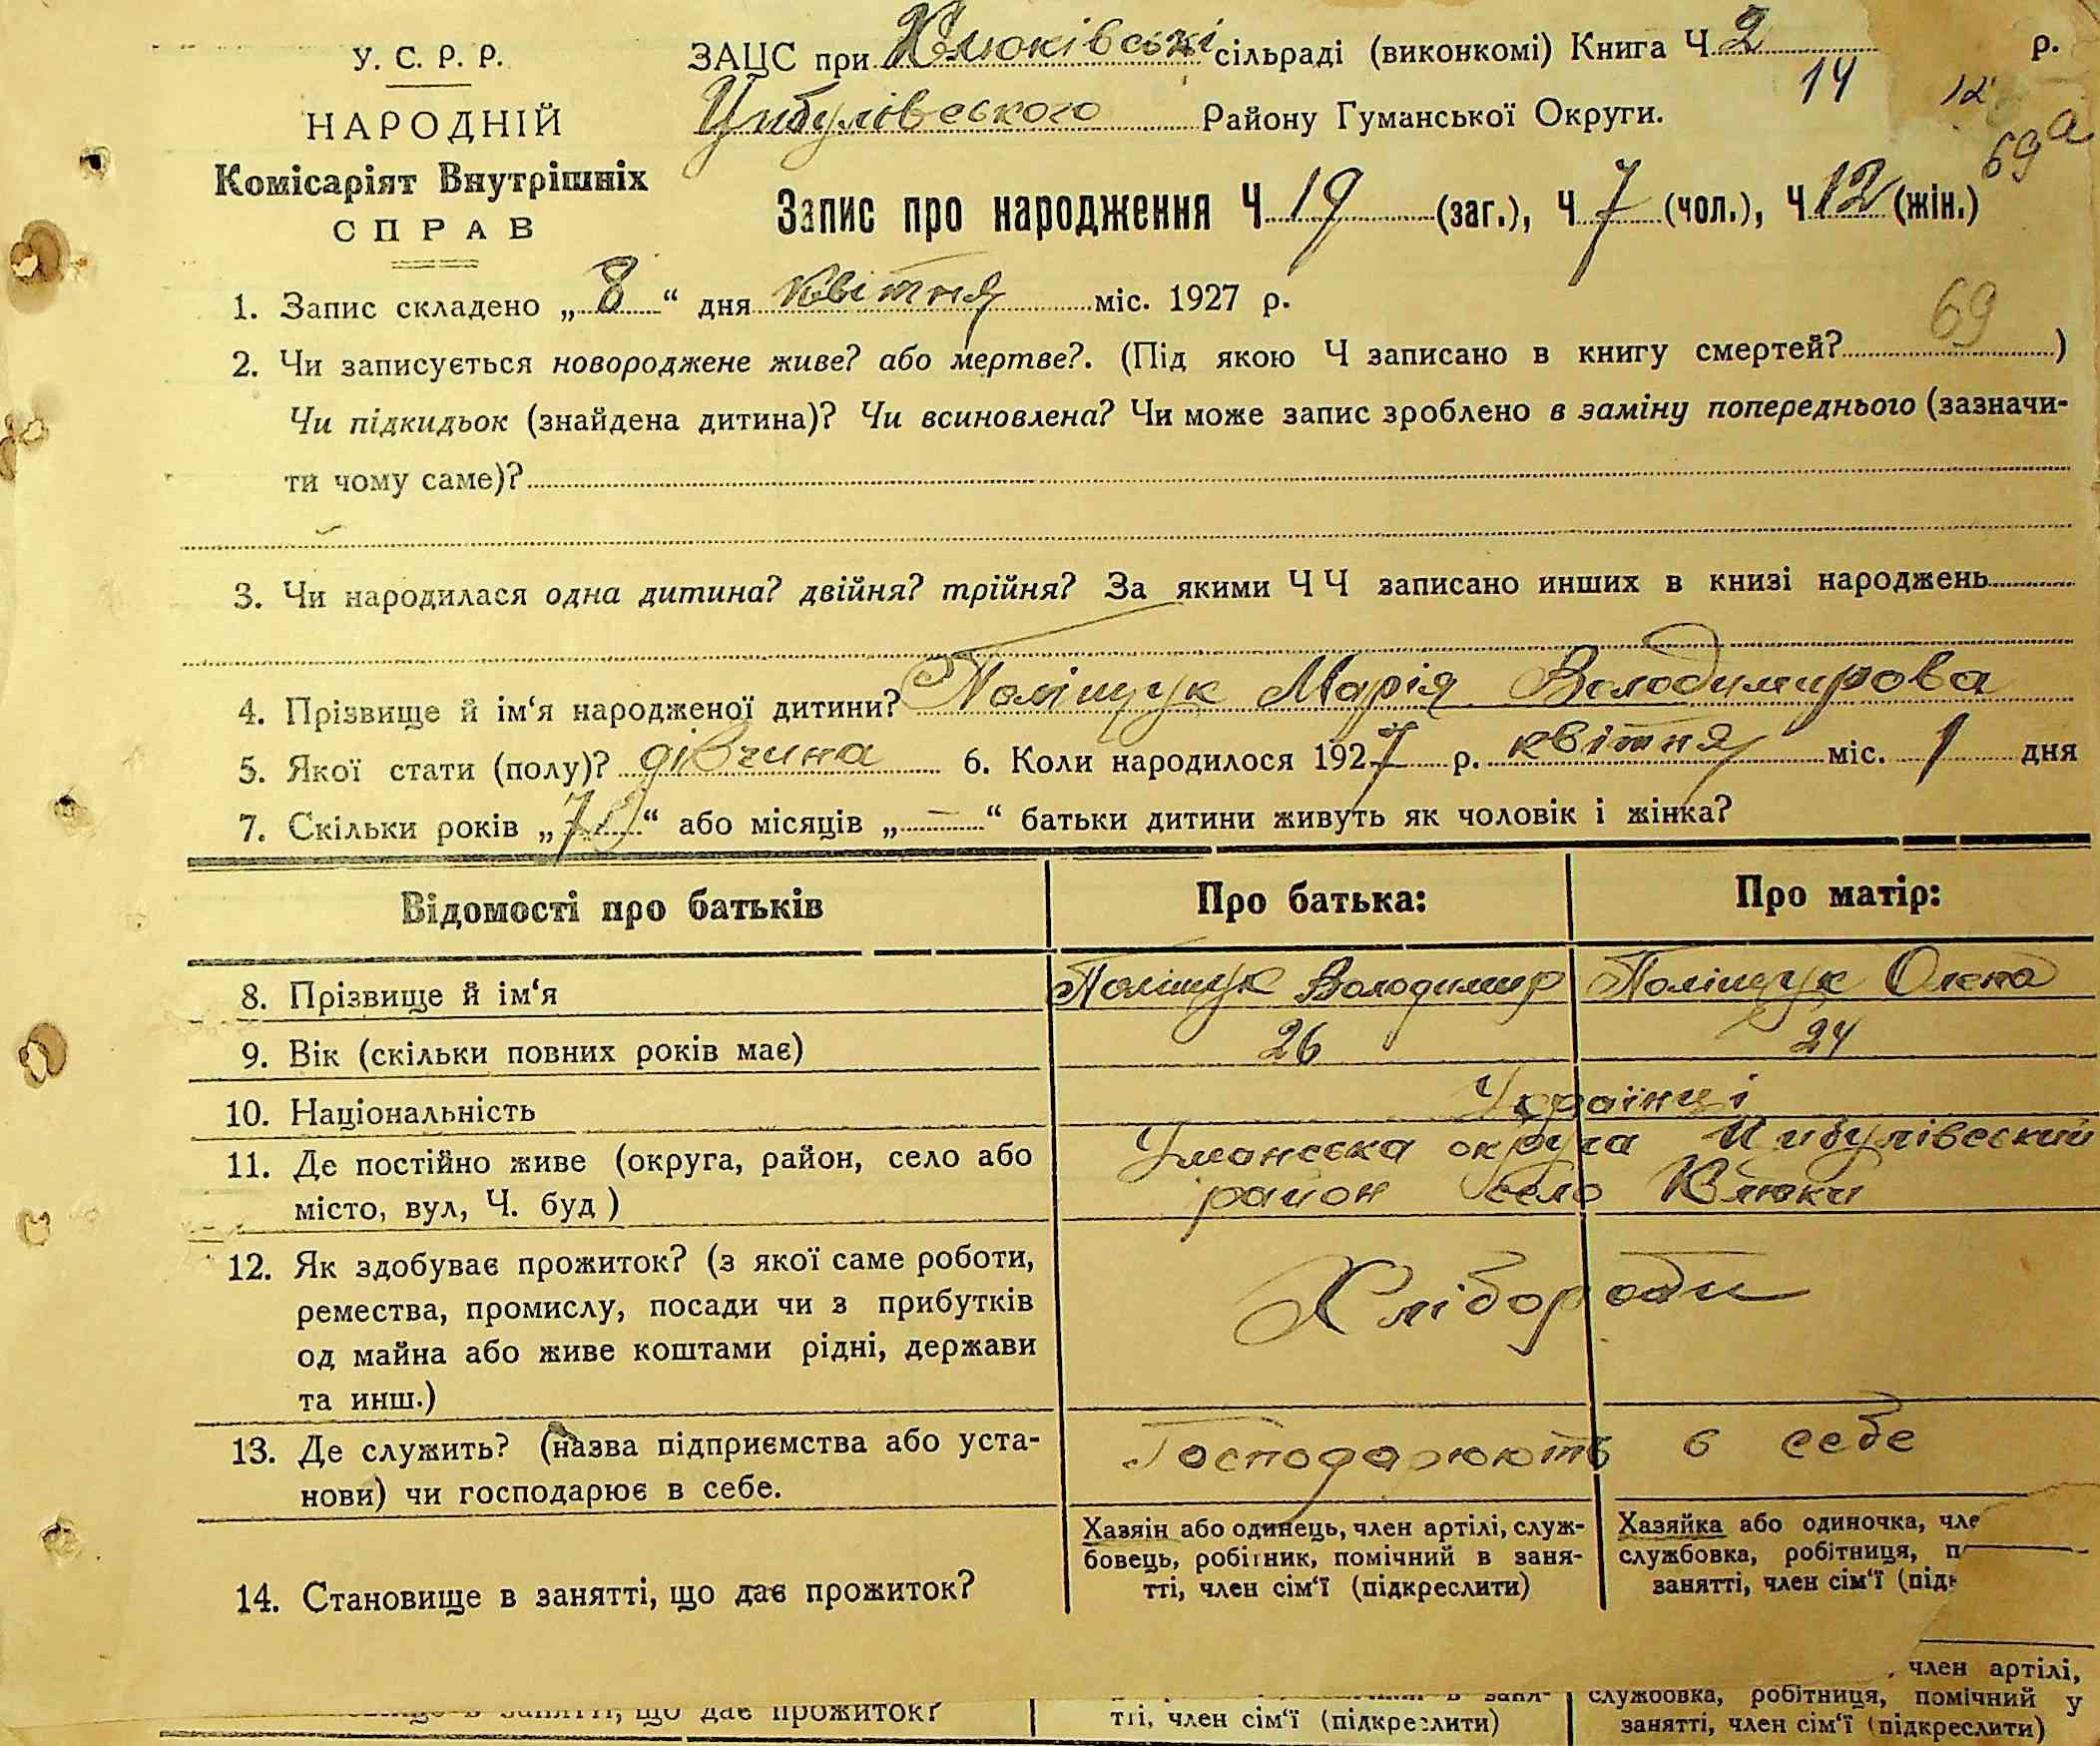 У. С. Р. Р.
НАРОДНІЙ
Комісаріят Внутрішніх
СПРАВ
ЗАЦС при Клюківські сільраді (виконкомі) Книга Ч 2 р.
14 12
Цибулівського Району Гуманської Округи.
69а
Запис про народження Ч 19 (заг.), Ч 7 (чол.), Ч 12 (жін.)
1. Запис складено „ 8 “ дня квітня міс. 1927 р.
69
2. Чи записується новороджене живе? або мертве?. (Під якою Ч записано в книгу смертей? )
Чи підкидьок (знайдена дитина)? Чи всиновлена? Чи може запис зроблено в заміну попереднього (зазначи-
ти чому саме)?
3. Чи народилася одна дитина? двійня? трійня? За якими Ч Ч записано инших в книзі народжень
4. Прізвище й ім‘я народженої дитини? Поліщук Марія Володимирова
5. Якої стати (полу)? дівчина 6. Коли народилося 1927 р. квітня міс. 1 дня
7. Скільки років „ “ або місяців „ — “ батьки дитини живуть як чоловік і жінка?
Відомості про батьків Про батька: Про матір:
8. Прізвище й ім‘я Поліщук Володимир Поліщук Олена
9. Вік (скільки повних років має) 26 24
10. Національність Українці
11. Де постійно живе (округа, район, село або Уманська округа Цибулівеский
місто, вул, Ч. буд ) район село Клюки
12. Як здобуває прожиток? (з якої саме роботи,
ремества, промислу, посади чи з прибутків
од майна або живе коштами рідні, держави
та инш.)
Хлібороби
13. Де служить? (назва підприємства або уста-
нови) чи господарює в себе.
Господарюють в себе
14. Становище в занятті, що дає прожиток?
Хазяін або одинець, член артілі, служ-
бовець, робітник, помічний в заня-
тті, член сім‘ї (підкреслити)
Хазяйка або одиночка, чле
службовка, робітниця, п
занятті, член сім‘ї (підк
що дає прожиток?
тті, член сім‘ї (підкреслити)
член артілі,
службовка, робітниця, помічний у
занятті, член сім‘ї (підкреслити)